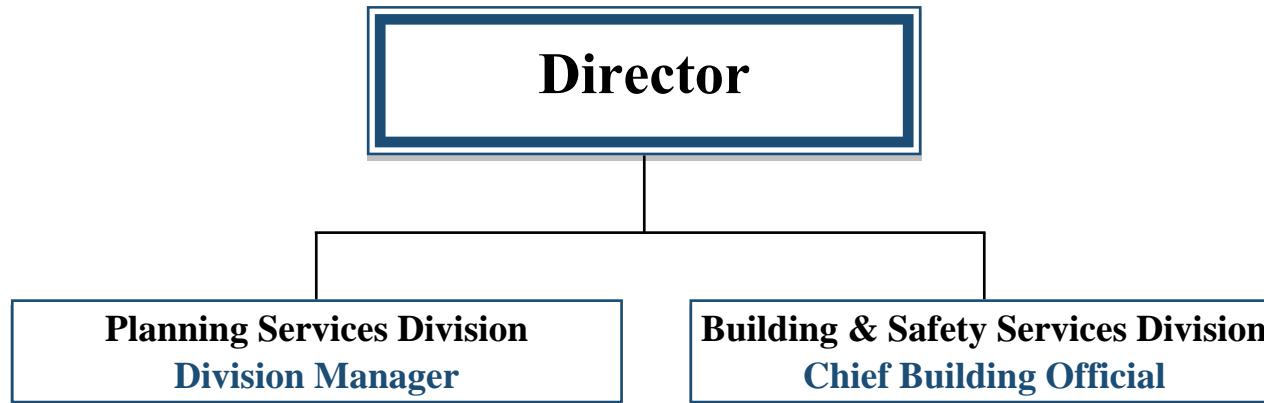 Director
Planning Services Division
Division Manager
Building & Safety Services Division
Chief Building Official